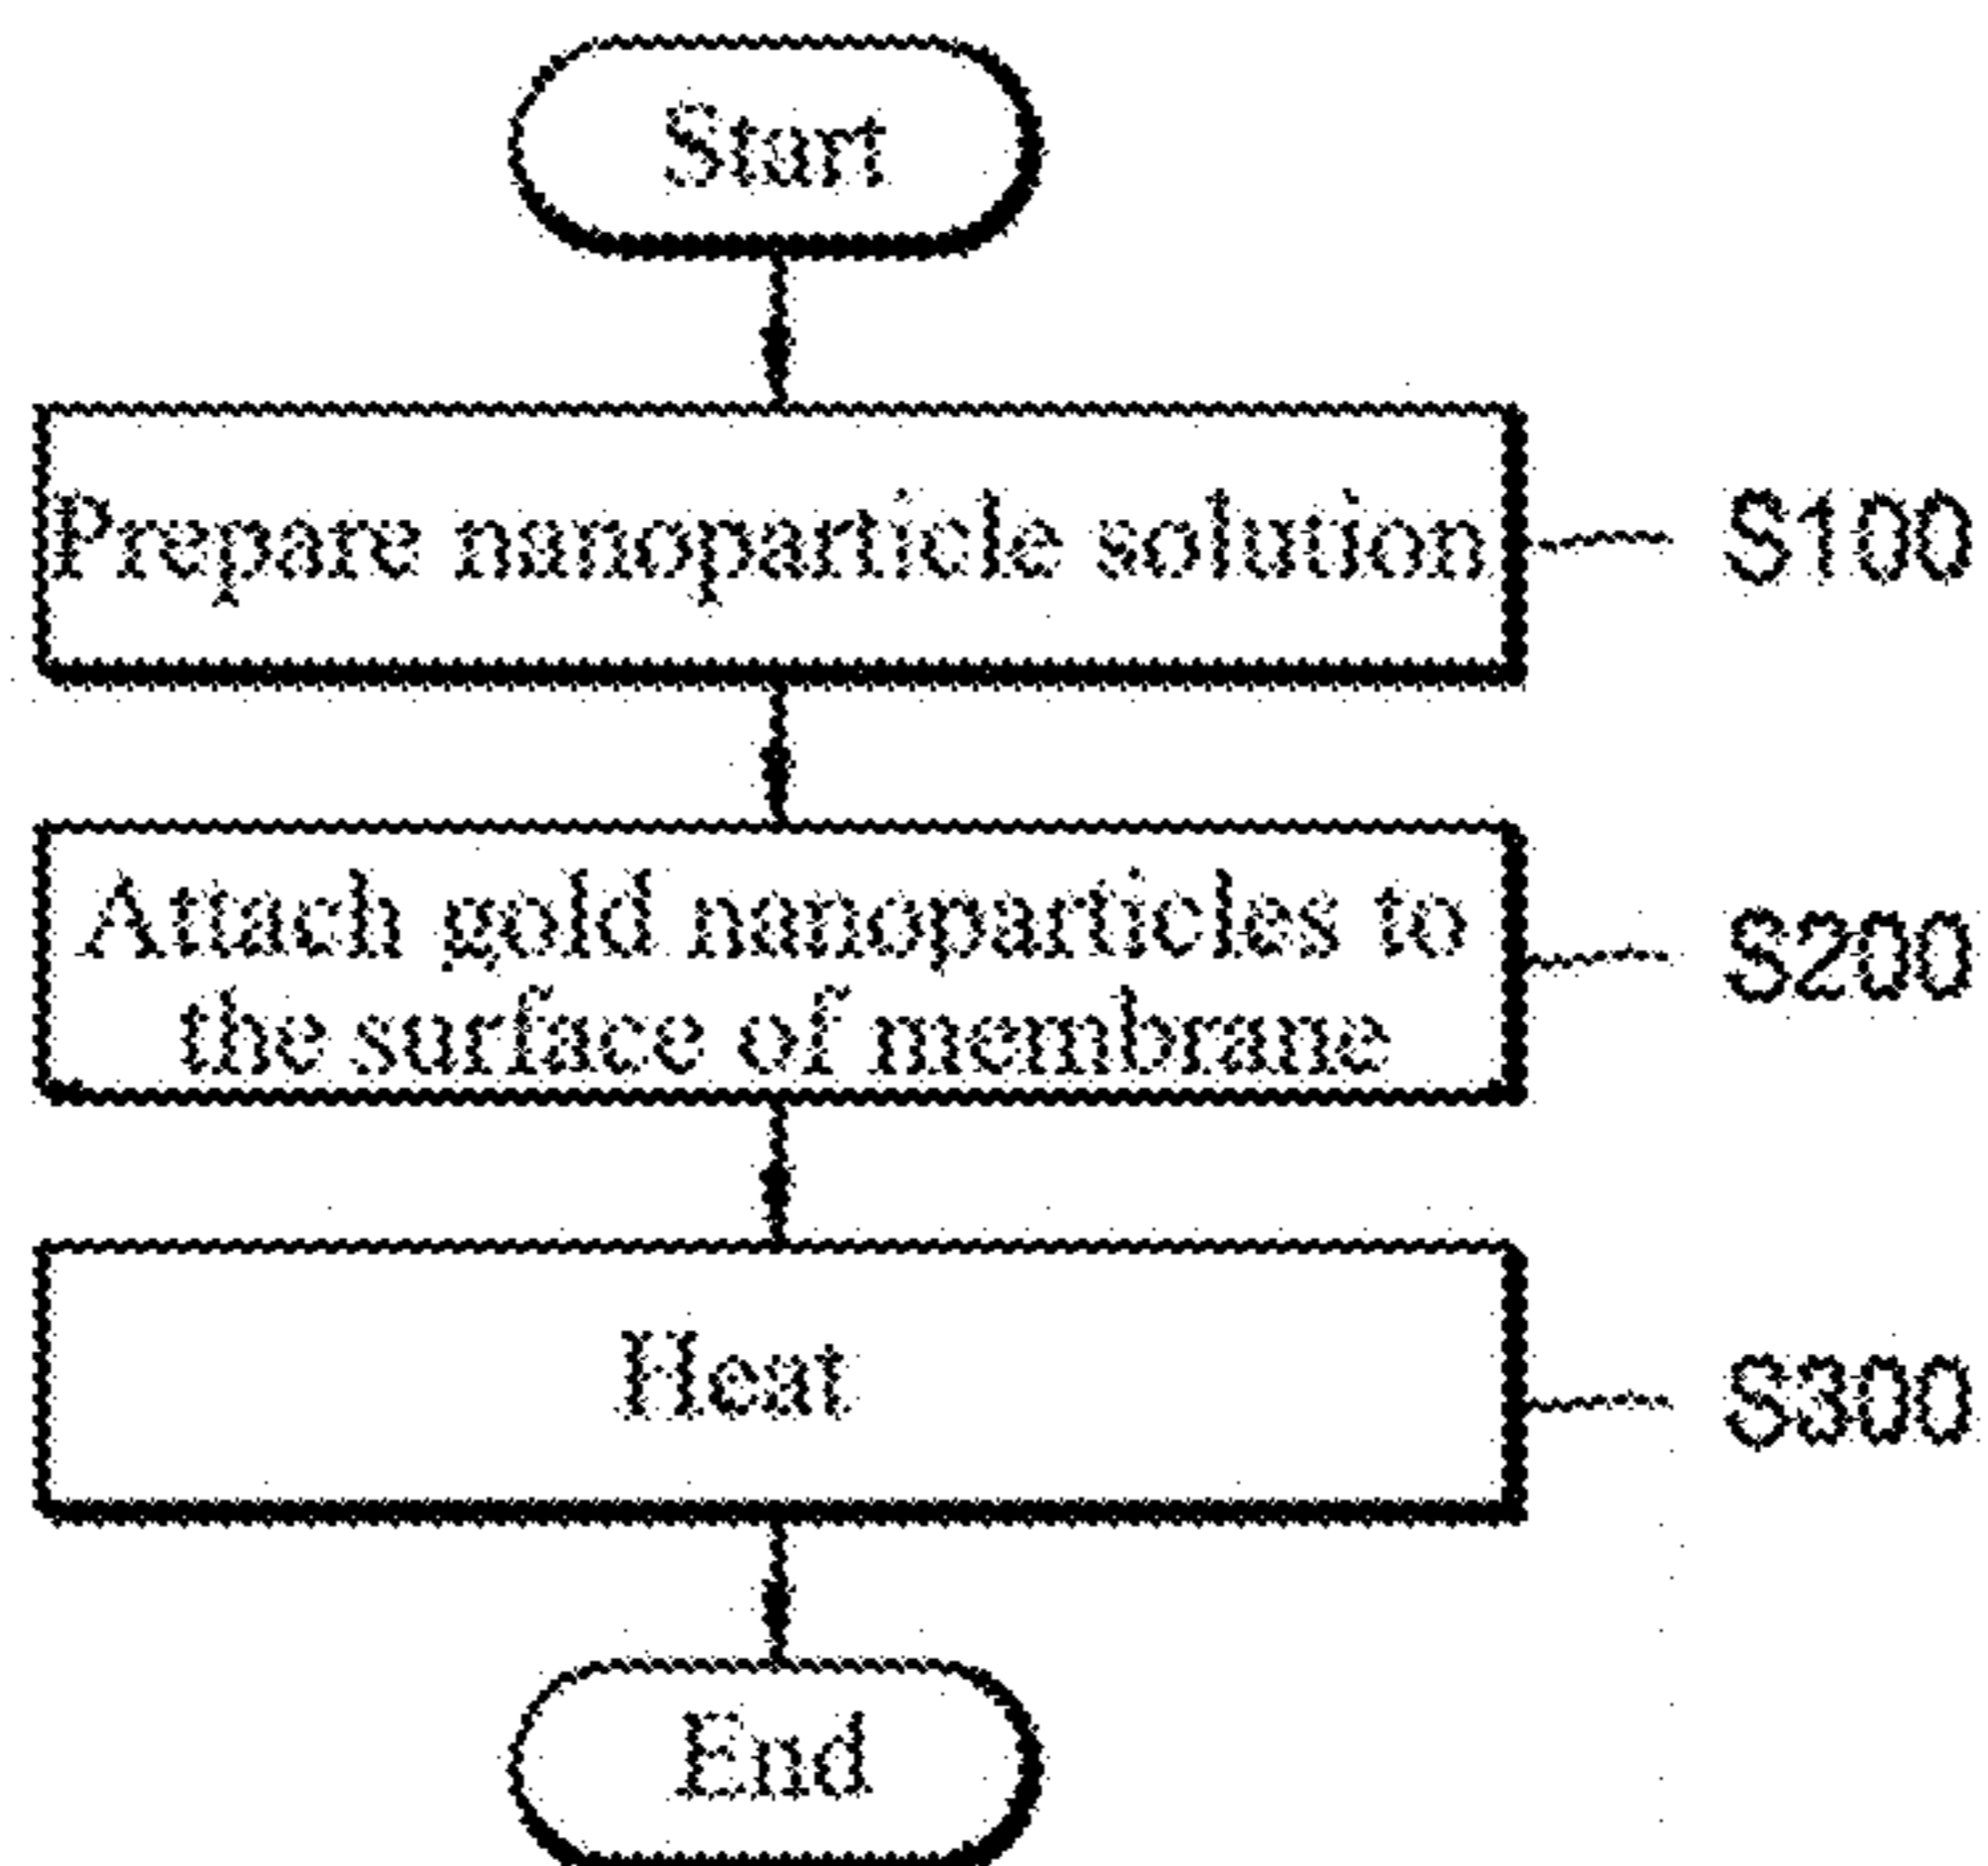 Start
Prepare nanoparticle solution
S100
Attach gold nanoparticles to
the surface of membrane
S200
Heat
S300
End